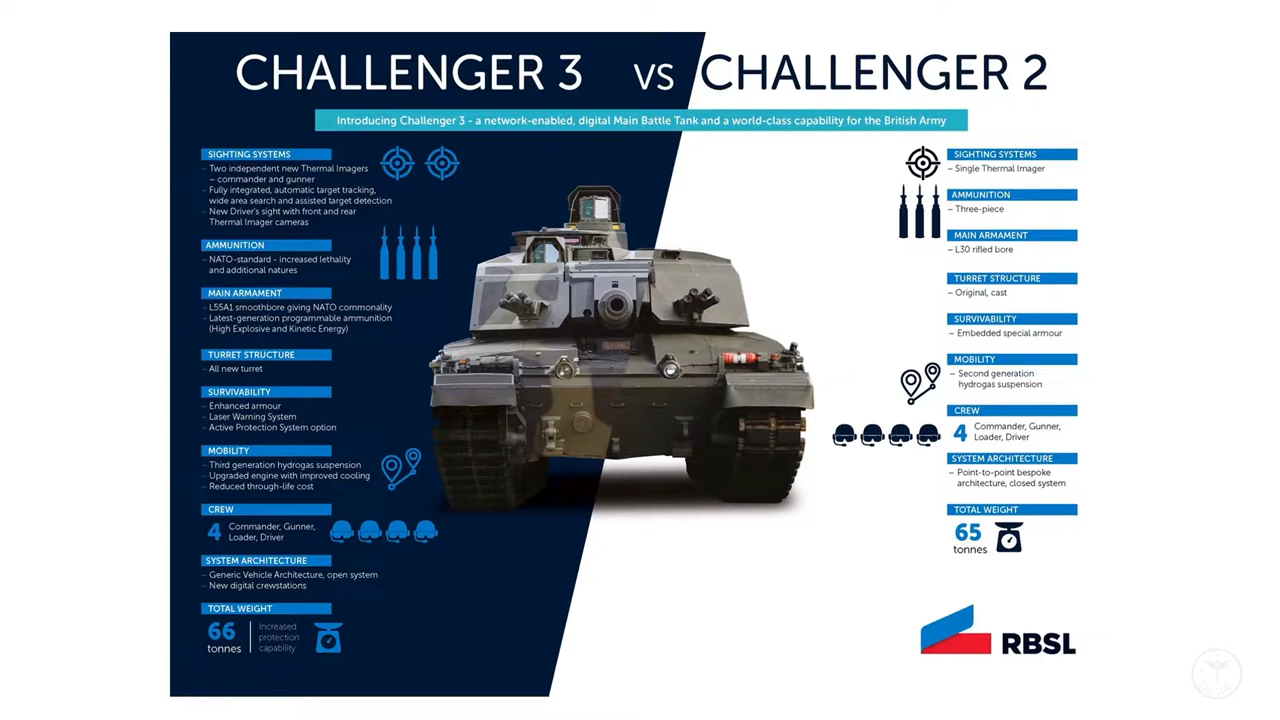 CHALLENGER 3 VS CHALLENGER 2
Introducing Challenger 3 - a network-enabled, digital Main Battle Tank and a world-class capability for the British Army
SIGHTING SYSTEMS
– Two independent new Thermal Imagers
– commander and gunner
– Fully integrated, automatic target tracking,
wide area search and assisted target detection
– New Driver's sight with front and rear
Thermal Imager cameras
AMMUNITION
– NATO-standard - increased lethality
and additional natures
MAIN ARMAMENT
– L55A1 smoothbore giving NATO commonality
– Latest-generation programmable ammunition
(High Explosive and Kinetic Energy)
TURRET STRUCTURE
– All new turret
SURVIVABILITY
– Enhanced armour
– Laser Warning System
– Active Protection System option
MOBILITY
– Third generation hydrogas suspension
– Upgraded engine with improved cooling
– Reduced through-life cost
CREW
4 Commander, Gunner,
Loader, Driver
SYSTEM ARCHITECTURE
– Generic Vehicle Architecture, open system
– New digital crewstations
TOTAL WEIGHT
66
tonnes
Increased
protection
capability
SIGHTING SYSTEMS
– Single Thermal Imager
AMMUNITION
– Three-piece
MAIN ARMAMENT
– L30 rifled bore
TURRET STRUCTURE
– Original, cast
SURVIVABILITY
– Embedded special armour
MOBILITY
– Second generation
hydrogas suspension
CREW
4 Commander, Gunner,
Loader, Driver
SYSTEM ARCHITECTURE
– Point-to-point bespoke
architecture, closed system
TOTAL WEIGHT
65
tonnes
RBSL